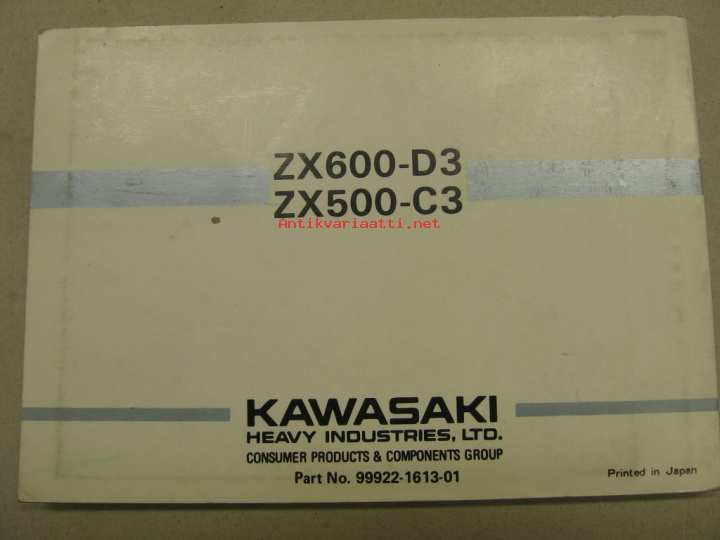 ZX600-D3
ZX500-C3
Antikvariaatti.net
KAWASAKI
HEAVY INDUSTRIES, LTD.
CONSUMER PRODUCTS & COMPONENTS GROUP
Part No. 99922-1613-01
Printed in Japan